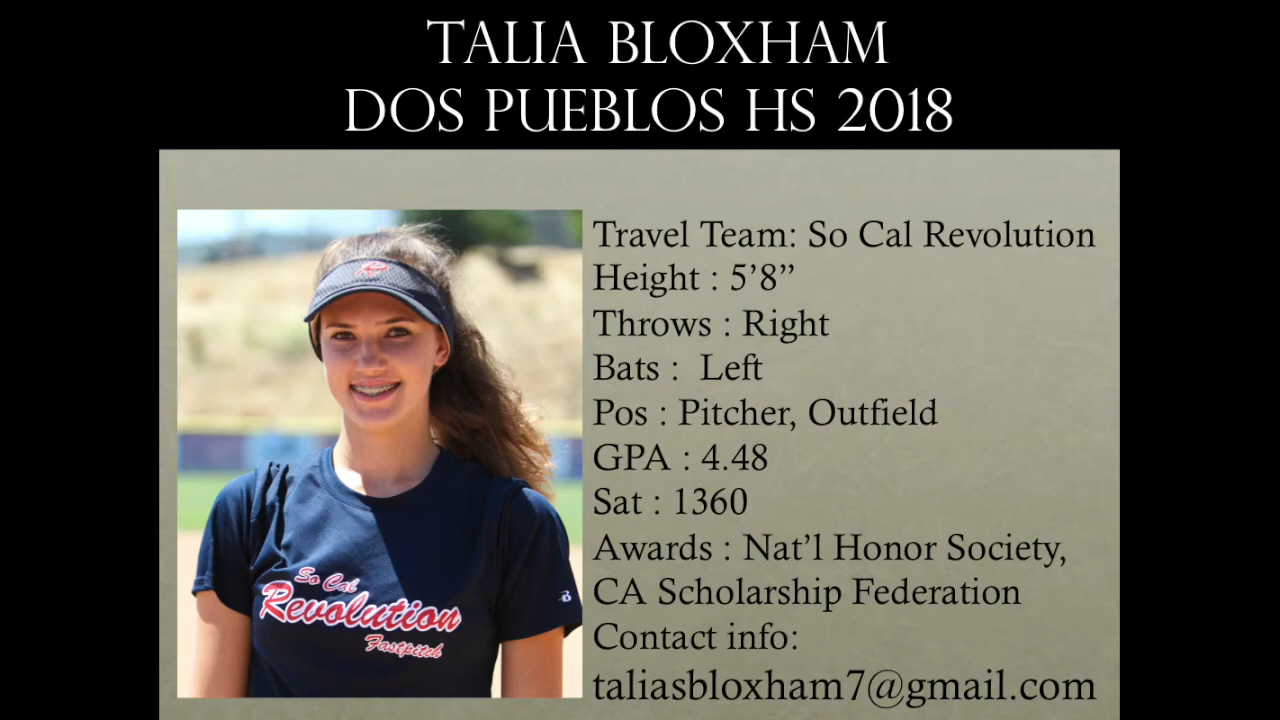 TALIA BLOXHAM
DOS PUEBLOS HS 2018
Travel Team: So Cal Revolution
Height : 5’8”
Throws : Right
Bats :  Left
Pos : Pitcher, Outfield
GPA : 4.48
Sat : 1360
Awards : Nat’l Honor Society,
CA Scholarship Federation
Contact info:
taliasbloxham7@gmail.com
So Cal
Revolution
Fastpitch
B